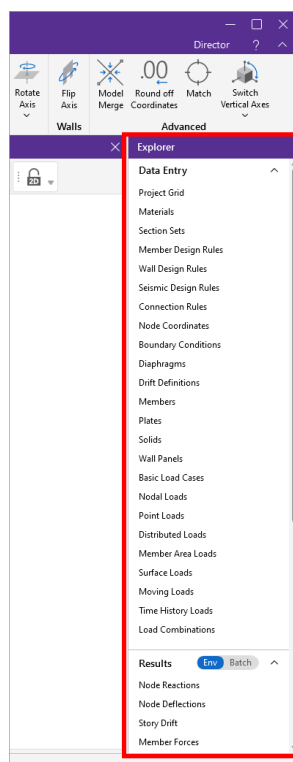 Director ?
.00
Rotate Axis
Flip Axis
Model Merge
Round off Coordinates
Match
Switch Vertical Axes
Walls
Advanced
Explorer
2D
Data Entry
Project Grid
Materials
Section Sets
Member Design Rules
Wall Design Rules
Seismic Design Rules
Connection Rules
Node Coordinates
Boundary Conditions
Diaphragms
Drift Definitions
Members
Plates
Solids
Wall Panels
Basic Load Cases
Nodal Loads
Point Loads
Distributed Loads
Member Area Loads
Surface Loads
Moving Loads
Time History Loads
Load Combinations
Results Env Batch
Node Reactions
Node Deflections
Story Drift
Member Forces